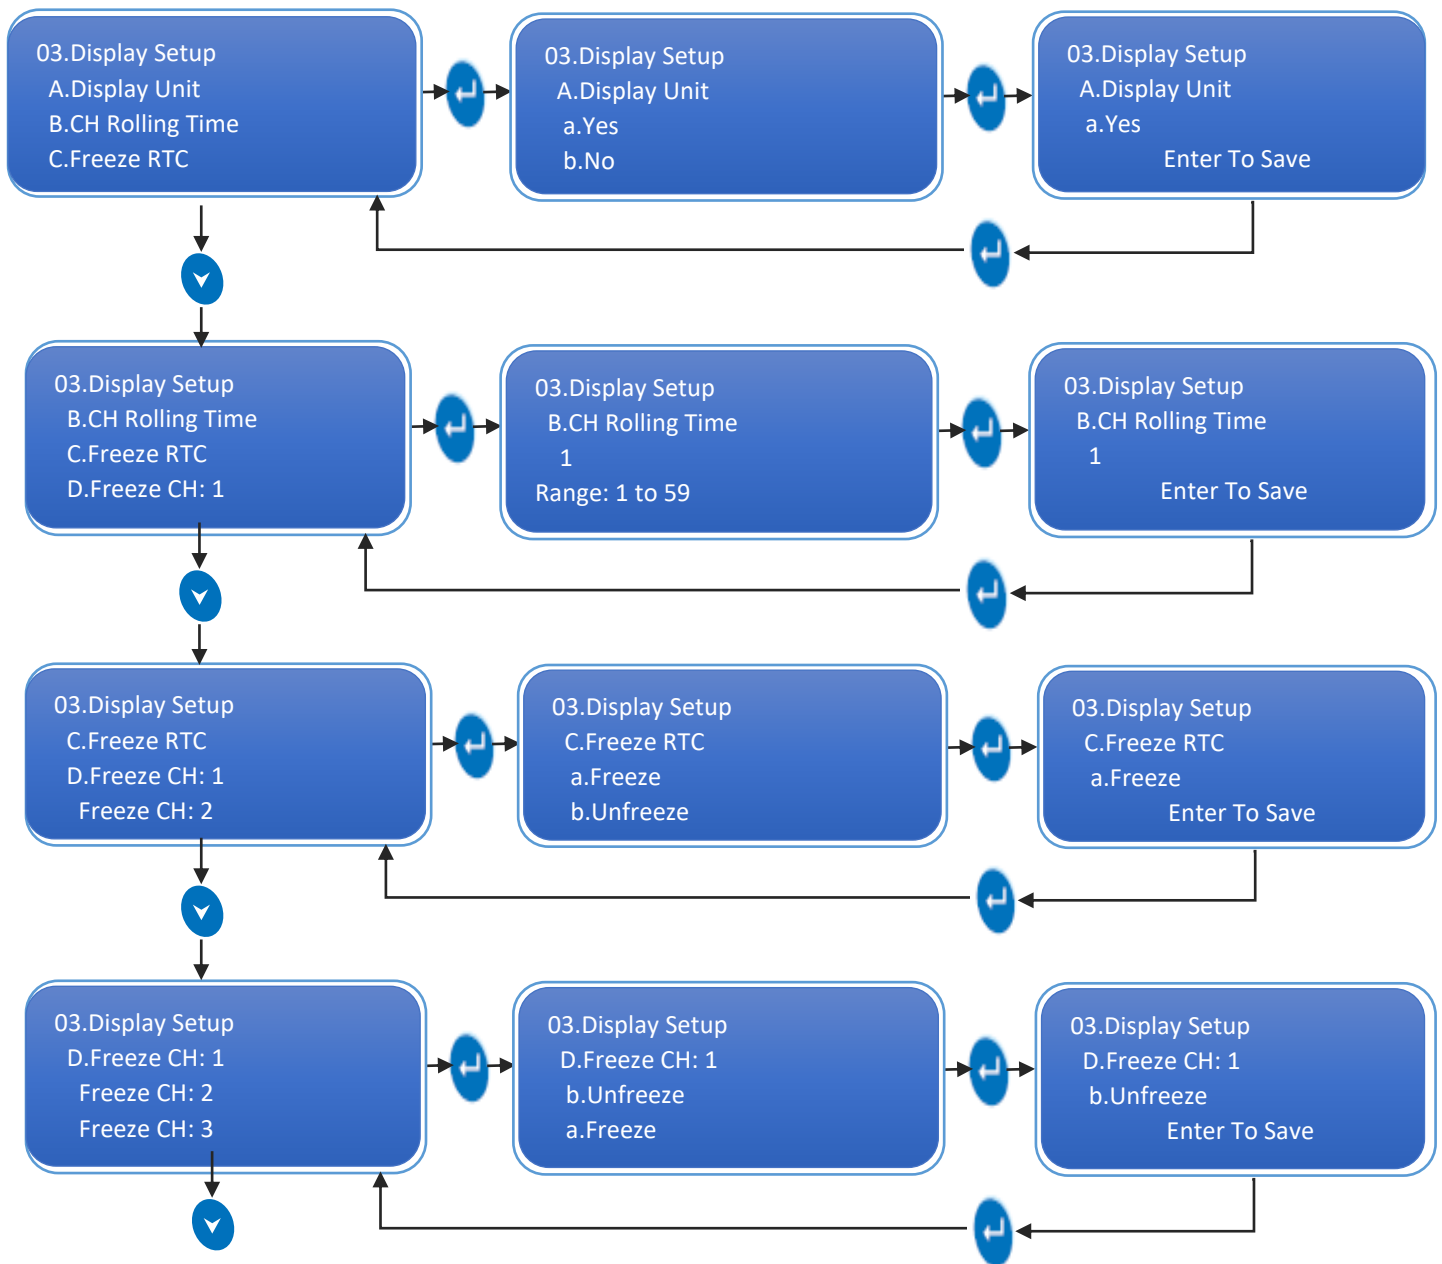 03.Display Setup
A.Display Unit
B.CH Rolling Time
C.Freeze RTC
03.Display Setup
A.Display Unit
a.Yes
b.No
03.Display Setup
A.Display Unit
a.Yes
Enter To Save
03.Display Setup
B.CH Rolling Time
C.Freeze RTC
D.Freeze CH: 1
03.Display Setup
B.CH Rolling Time
1
Range: 1 to 59
03.Display Setup
B.CH Rolling Time
1
Enter To Save
03.Display Setup
C.Freeze RTC
D.Freeze CH: 1
Freeze CH: 2
03.Display Setup
C.Freeze RTC
a.Freeze
b.Unfreeze
03.Display Setup
C.Freeze RTC
a.Freeze
Enter To Save
03.Display Setup
D.Freeze CH: 1
Freeze CH: 2
Freeze CH: 3
03.Display Setup
D.Freeze CH: 1
b.Unfreeze
a.Freeze
03.Display Setup
D.Freeze CH: 1
b.Unfreeze
Enter To Save